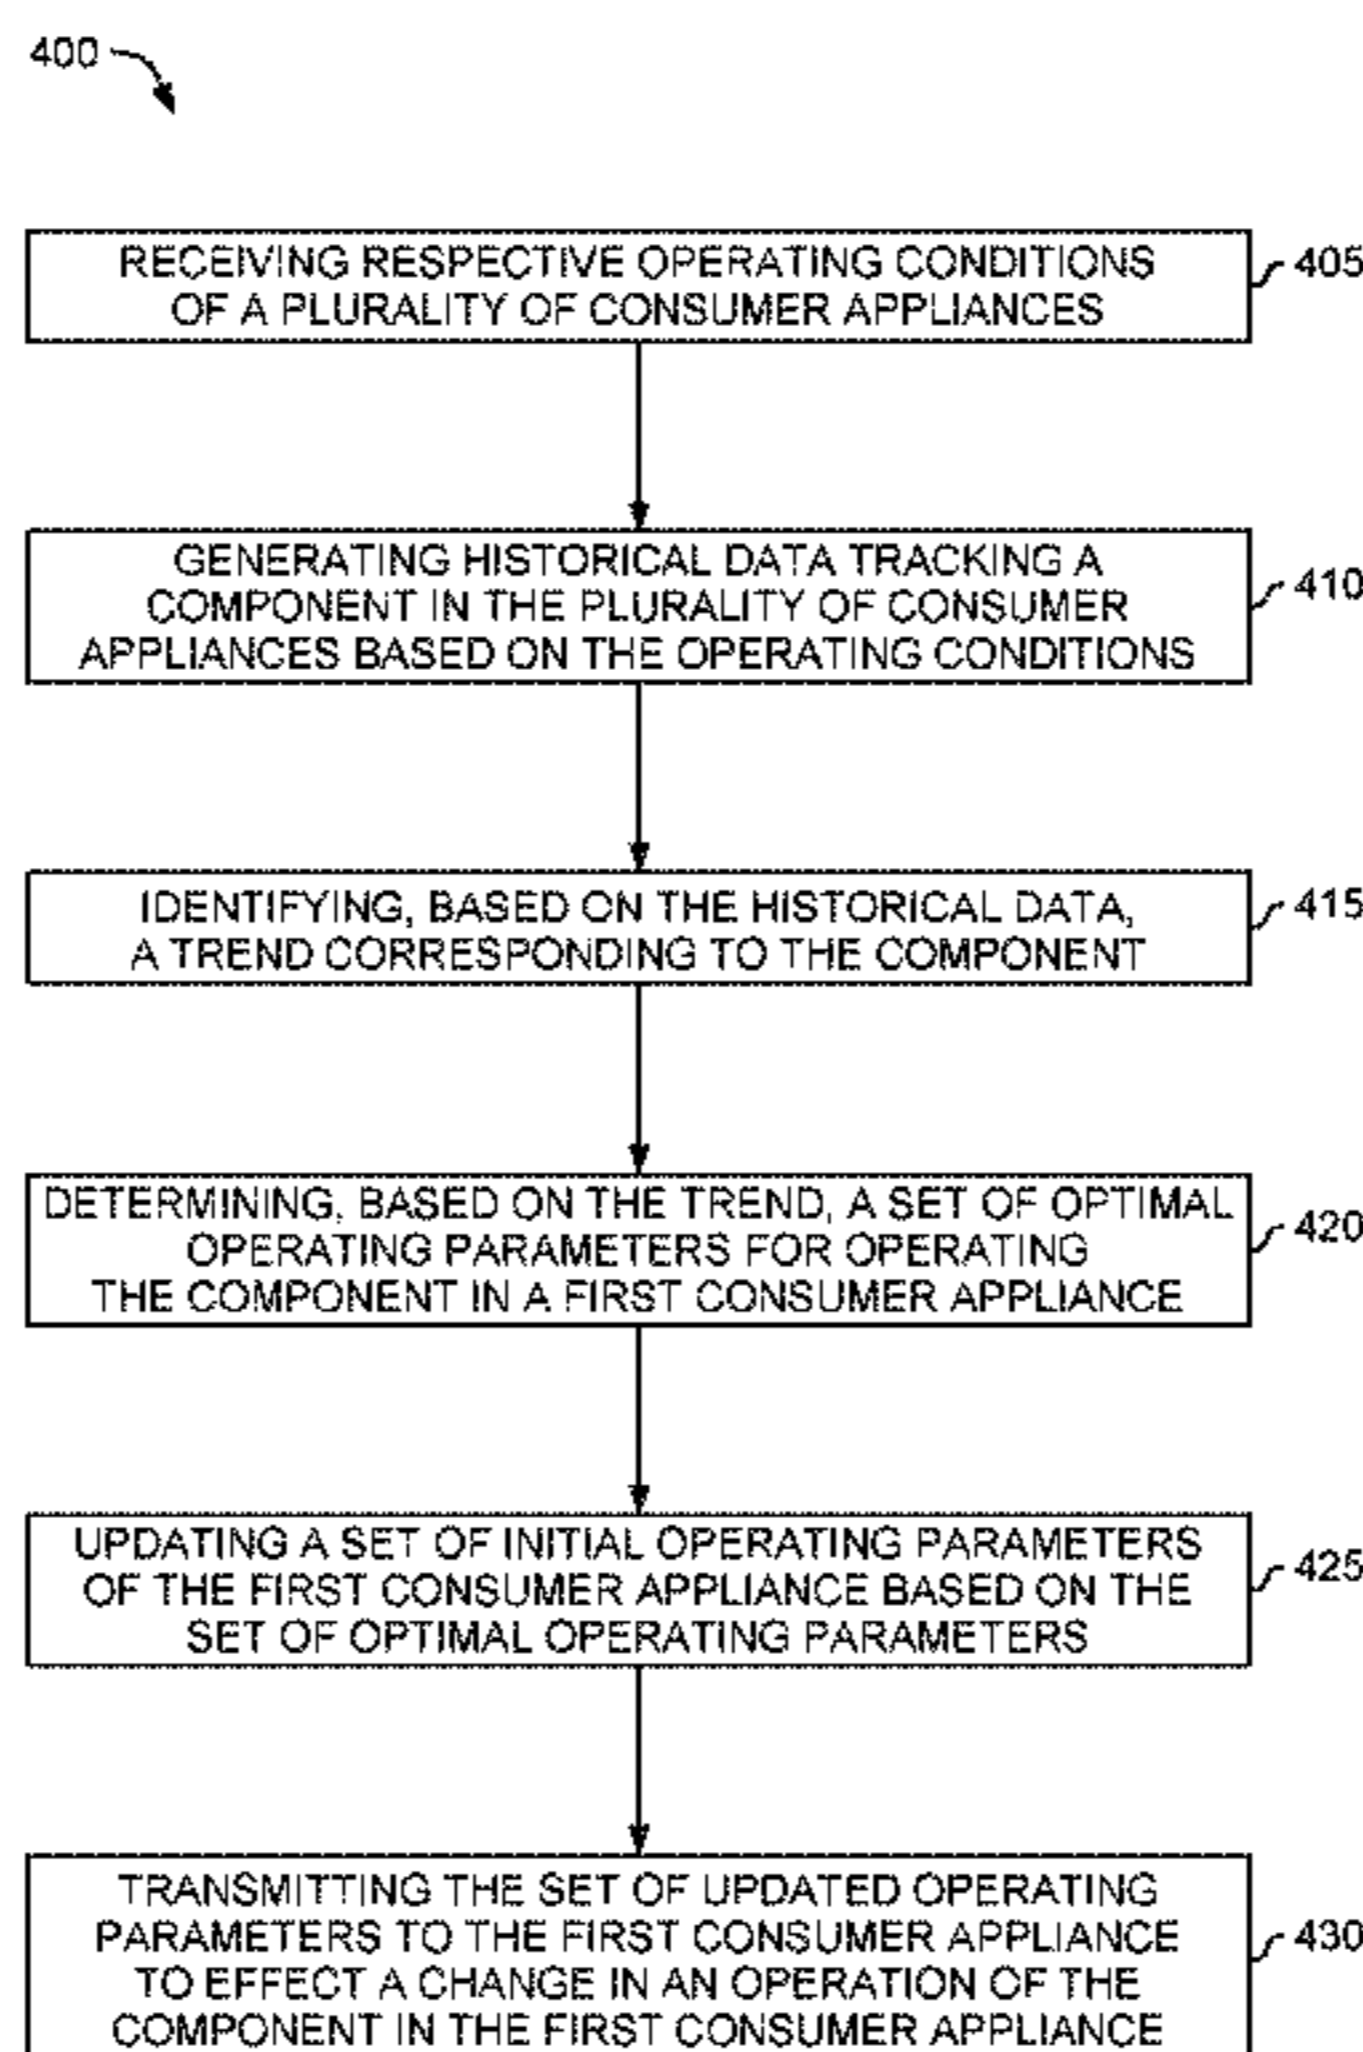 400
RECEIVING RESPECTIVE OPERATING CONDITIONS
OF A PLURALITY OF CONSUMER APPLIANCES
405
GENERATING HISTORICAL DATA TRACKING A
COMPONENT IN THE PLURALITY OF CONSUMER
APPLIANCES BASED ON THE OPERATING CONDITIONS
410
IDENTIFYING, BASED ON THE HISTORICAL DATA,
A TREND CORRESPONDING TO THE COMPONENT
415
DETERMINING, BASED ON THE TREND, A SET OF OPTIMAL
OPERATING PARAMETERS FOR OPERATING
THE COMPONENT IN A FIRST CONSUMER APPLIANCE
420
UPDATING A SET OF INITIAL OPERATING PARAMETERS
OF THE FIRST CONSUMER APPLIANCE BASED ON THE
SET OF OPTIMAL OPERATING PARAMETERS
425
TRANSMITTING THE SET OF UPDATED OPERATING
PARAMETERS TO THE FIRST CONSUMER APPLIANCE
TO EFFECT A CHANGE IN AN OPERATION OF THE
COMPONENT IN THE FIRST CONSUMER APPLIANCE
430